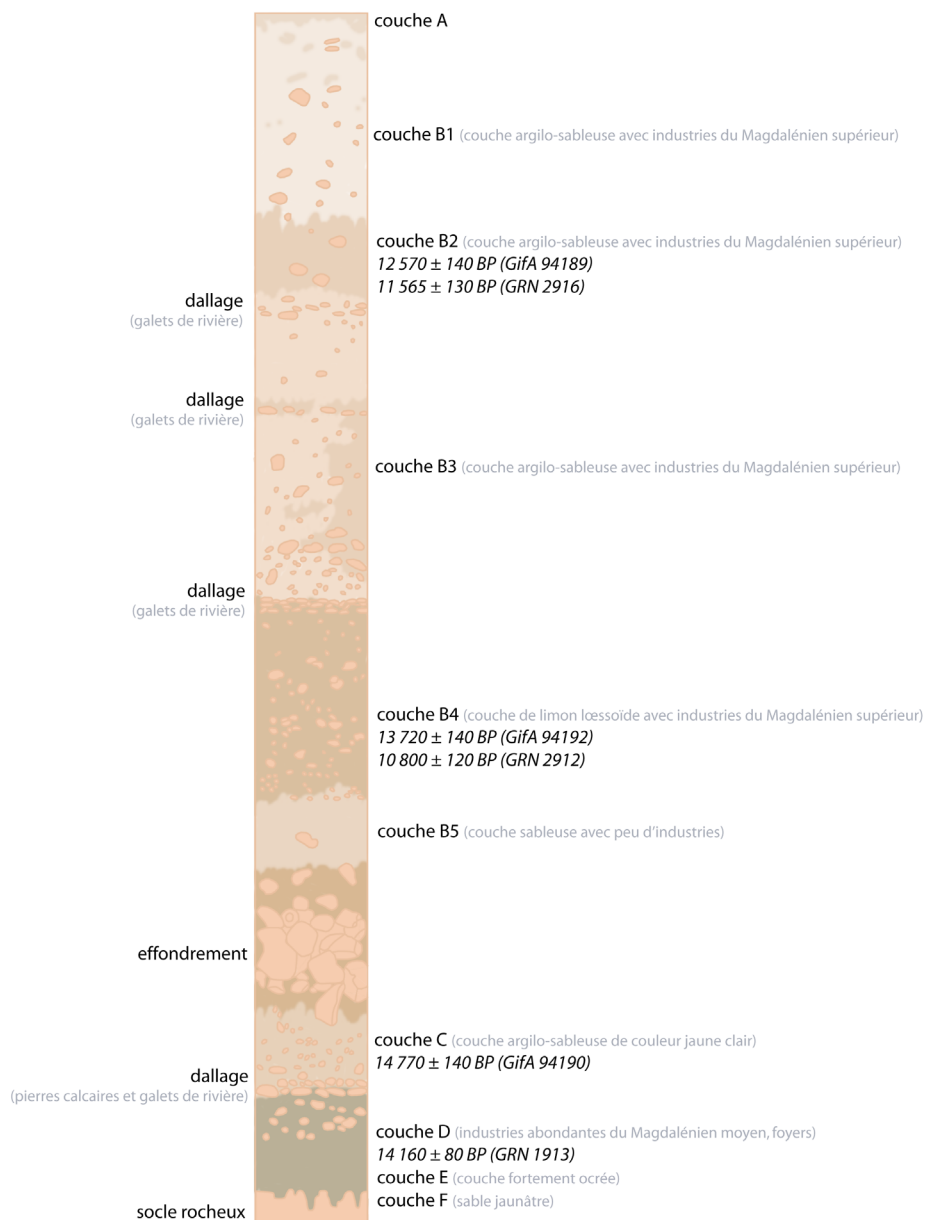 couche A
couche B1 (couche argilo-sableuse avec industries du Magdalénien supérieur)
couche B2 (couche argilo-sableuse avec industries du Magdalénien supérieur)
12 570 ± 140 BP (GifA 94189)
11 565 ± 130 BP (GRN 2916)
dallage
(galets de rivière)
dallage
(galets de rivière)
couche B3 (couche argilo-sableuse avec industries du Magdalénien supérieur)
dallage
(galets de rivière)
couche B4 (couche de limon lœssoïde avec industries du Magdalénien supérieur)
13 720 ± 140 BP (GifA 94192)
10 800 ± 120 BP (GRN 2912)
couche B5 (couche sableuse avec peu d’industries)
effondrement
couche C (couche argilo-sableuse de couleur jaune clair)
14 770 ± 140 BP (GifA 94190)
dallage
(pierres calcaires et galets de rivière)
couche D (industries abondantes du Magdalénien moyen, foyers)
14 160 ± 80 BP (GRN 1913)
couche E (couche fortement ocrée)
couche F (sable jaunâtre)
socle rocheux